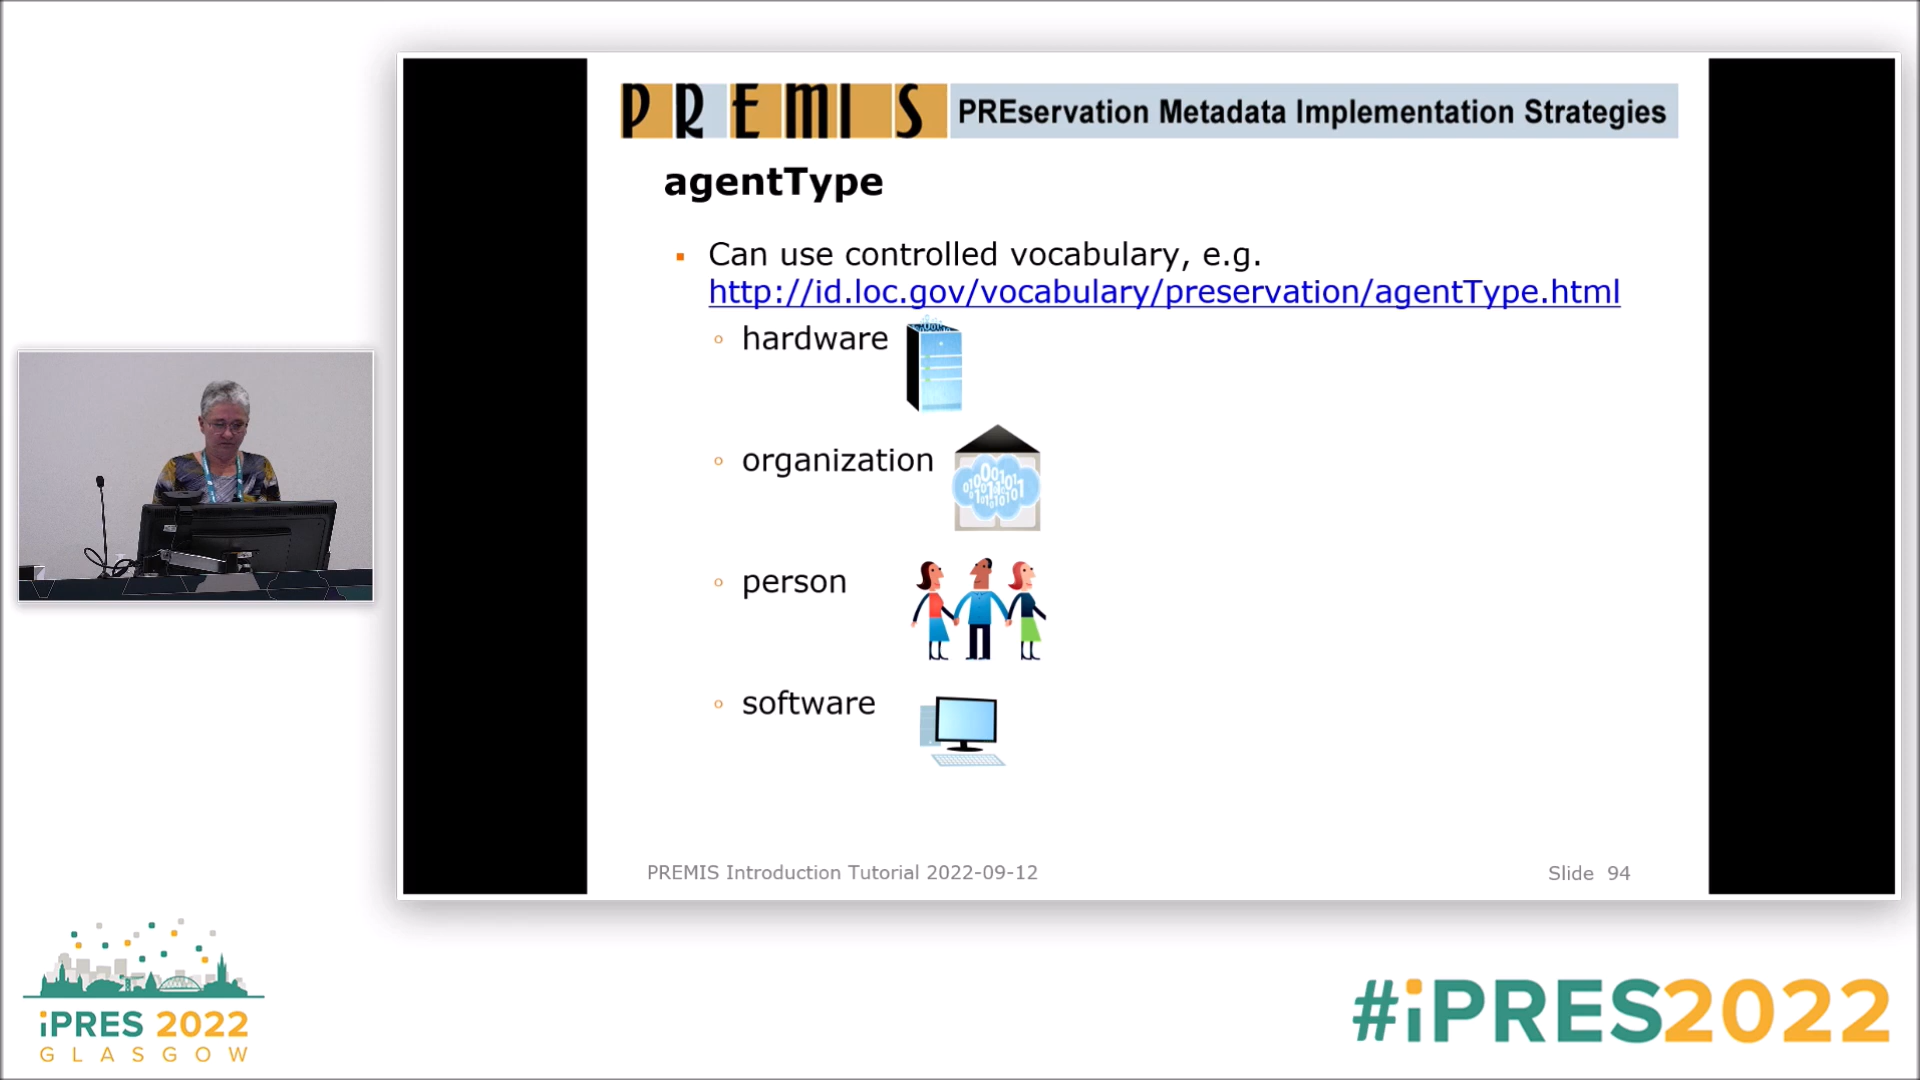 PREMIS
PREservation Metadata Implementation Strategies
agentType
Can use controlled vocabulary, e.g.
http://id.loc.gov/vocabulary/preservation/agentType.html
hardware
organization
person
software
PREMIS Introduction Tutorial 2022-09-12
Slide 94
iPRES 2022
GLASGOW
#iPRES2022